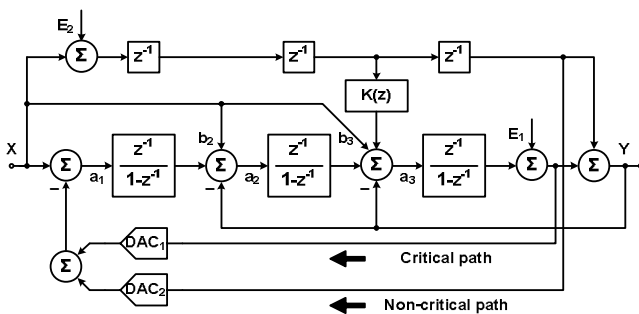 E2
Σ z-1 z-1 z-1
K(z)
X b2 b3 E1 Y
Σ z-1 Σ z-1 Σ z-1 Σ Σ
a1 1-z-1 a2 1-z-1 a3 1-z-1
− − −
DAC1
Critical path
Σ
DAC2
Non-critical path